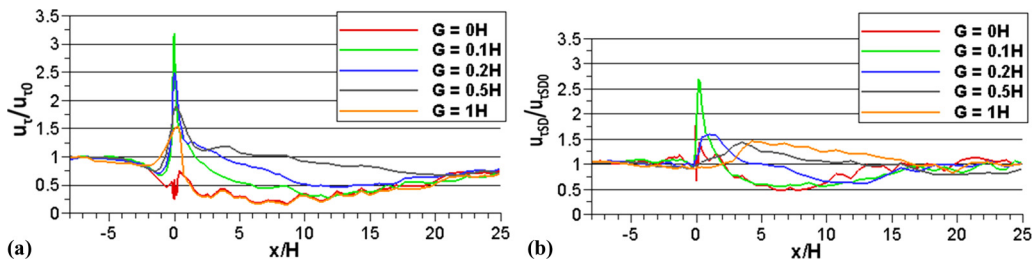 3.5
3
2.5
2
1.5
1
0.5
0
uτ/uτ0
-5 0 5 10 15 20 25
x/H
G = 0H
G = 0.1H
G = 0.2H
G = 0.5H
G = 1H
(a)
3.5
3
2.5
2
1.5
1
0.5
0
uτSD/uτSD0
-5 0 5 10 15 20 25
x/H
G = 0H
G = 0.1H
G = 0.2H
G = 0.5H
G = 1H
(b)